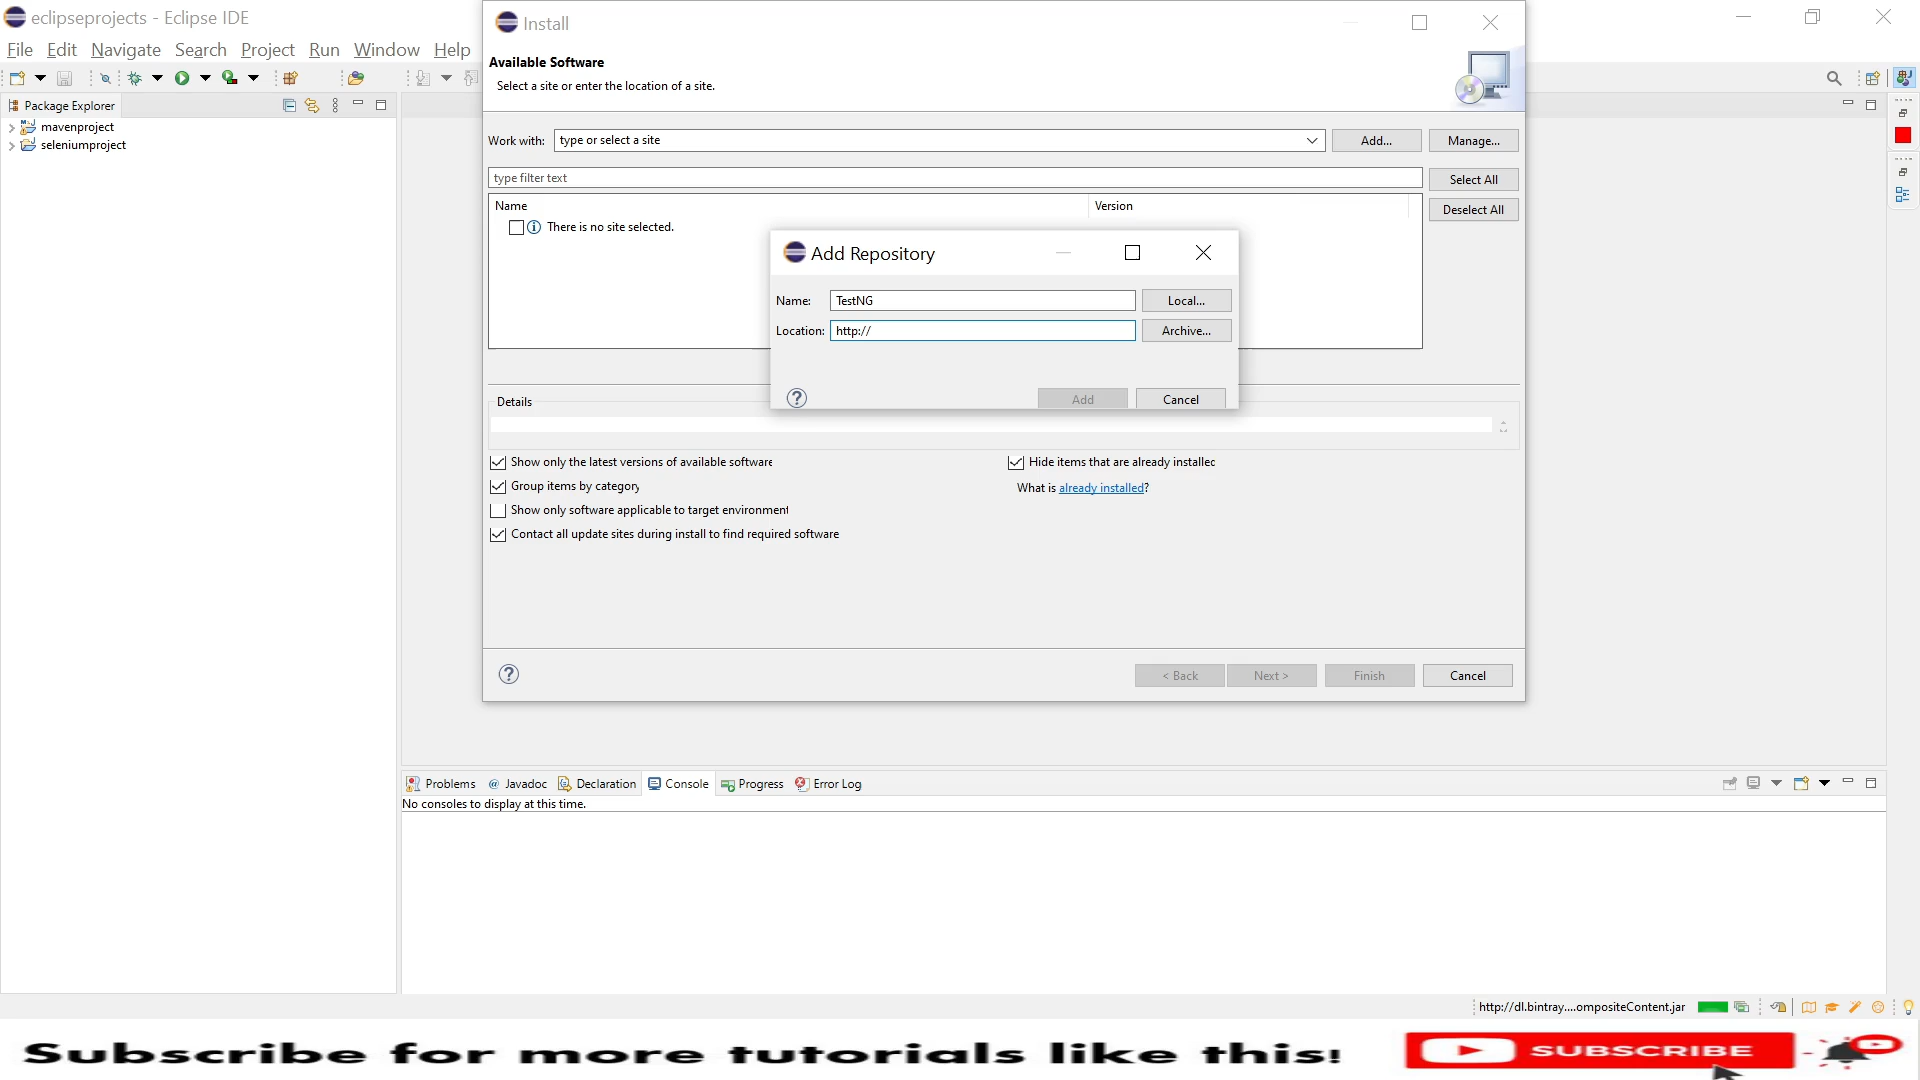 eclipseprojects - Eclipse IDE
File Edit Navigate Search Project Run Window Help
Package Explorer
mavenproject
seleniumproject
Install
Available Software
Select a site or enter the location of a site.
Work with: type or select a site Add... Manage...
type filter text Select All
Name Version Deselect All
There is no site selected.
Add Repository
Name: TestNG Local...
Location: http:// Archive...
Add Cancel
Details
Show only the latest versions of available software Hide items that are already installed
Group items by category What is already installed?
Show only software applicable to target environment
Contact all update sites during install to find required software
< Back Next > Finish Cancel
Problems @ Javadoc Declaration Console Progress Error Log
No consoles to display at this time.
http://dl.bintray....ompositeContent.jar
Subscribe for more tutorials like this! SUBSCRIBE